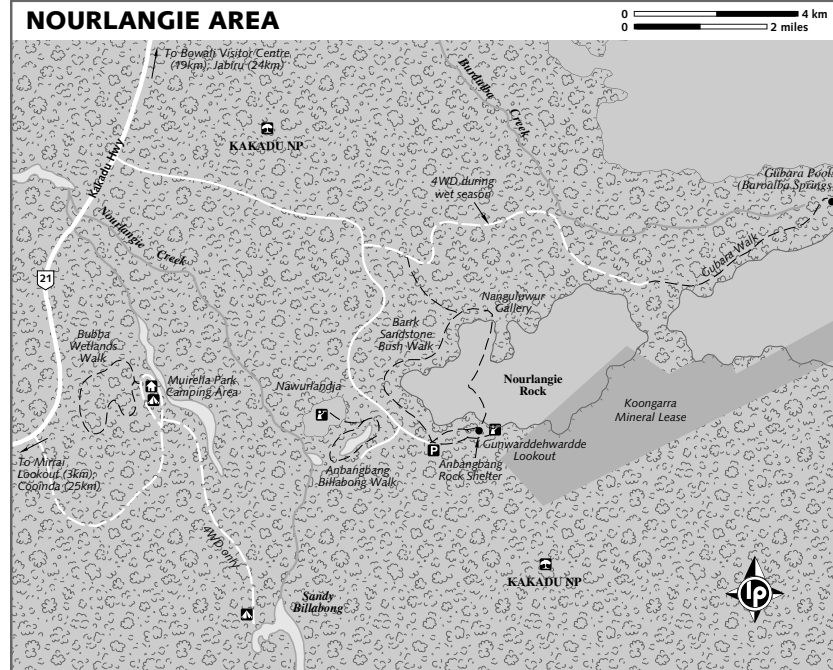 NOURLANGIE AREA
0 4 km
0 2 miles
To Bowali Visitor Centre
(19km); Jabiru (24km)
Burdulba
Creek
KAKADU NP
Kakadu Hwy
4WD during
wet season
Gubara Pools
(Baroalba Springs)
Nourlangie
Creek
Gubara Walk
21
Nanguluwur
Gallery
Bubba
Wetlands
Walk
Barrk
Sandstone
Bush Walk
Muirella Park
Camping Area
Nawurlandja
Nourlangie
Rock
Koongarra
Mineral Lease
P
Gunwarddehwardde
Lookout
To Mirrai
Lookout (3km);
Cooinda (25km)
Anbangbang
Billabong Walk
Anbangbang
Rock Shelter
4WD only
KAKADU NP
Sandy
Billabong
lp